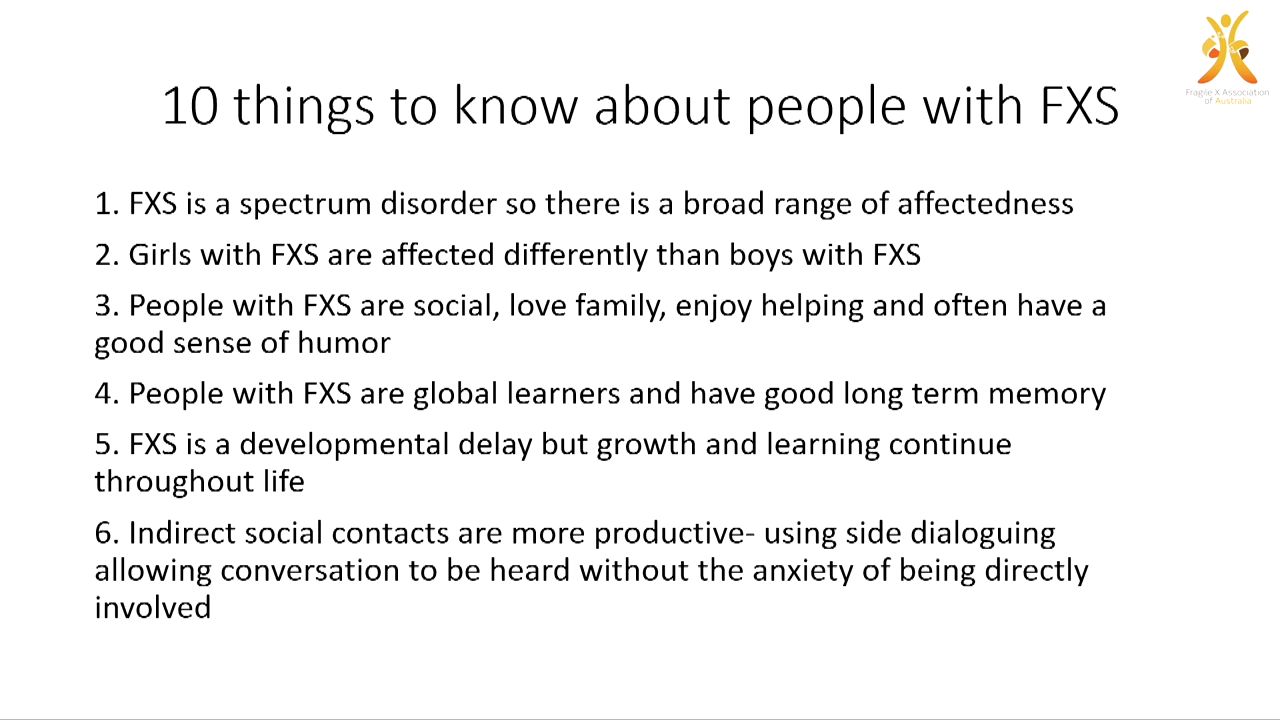 Fragile X Association
of Australia
10 things to know about people with FXS
1. FXS is a spectrum disorder so there is a broad range of affectedness
2. Girls with FXS are affected differently than boys with FXS
3. People with FXS are social, love family, enjoy helping and often have a
good sense of humor
4. People with FXS are global learners and have good long term memory
5. FXS is a developmental delay but growth and learning continue
throughout life
6. Indirect social contacts are more productive- using side dialoguing
allowing conversation to be heard without the anxiety of being directly
involved